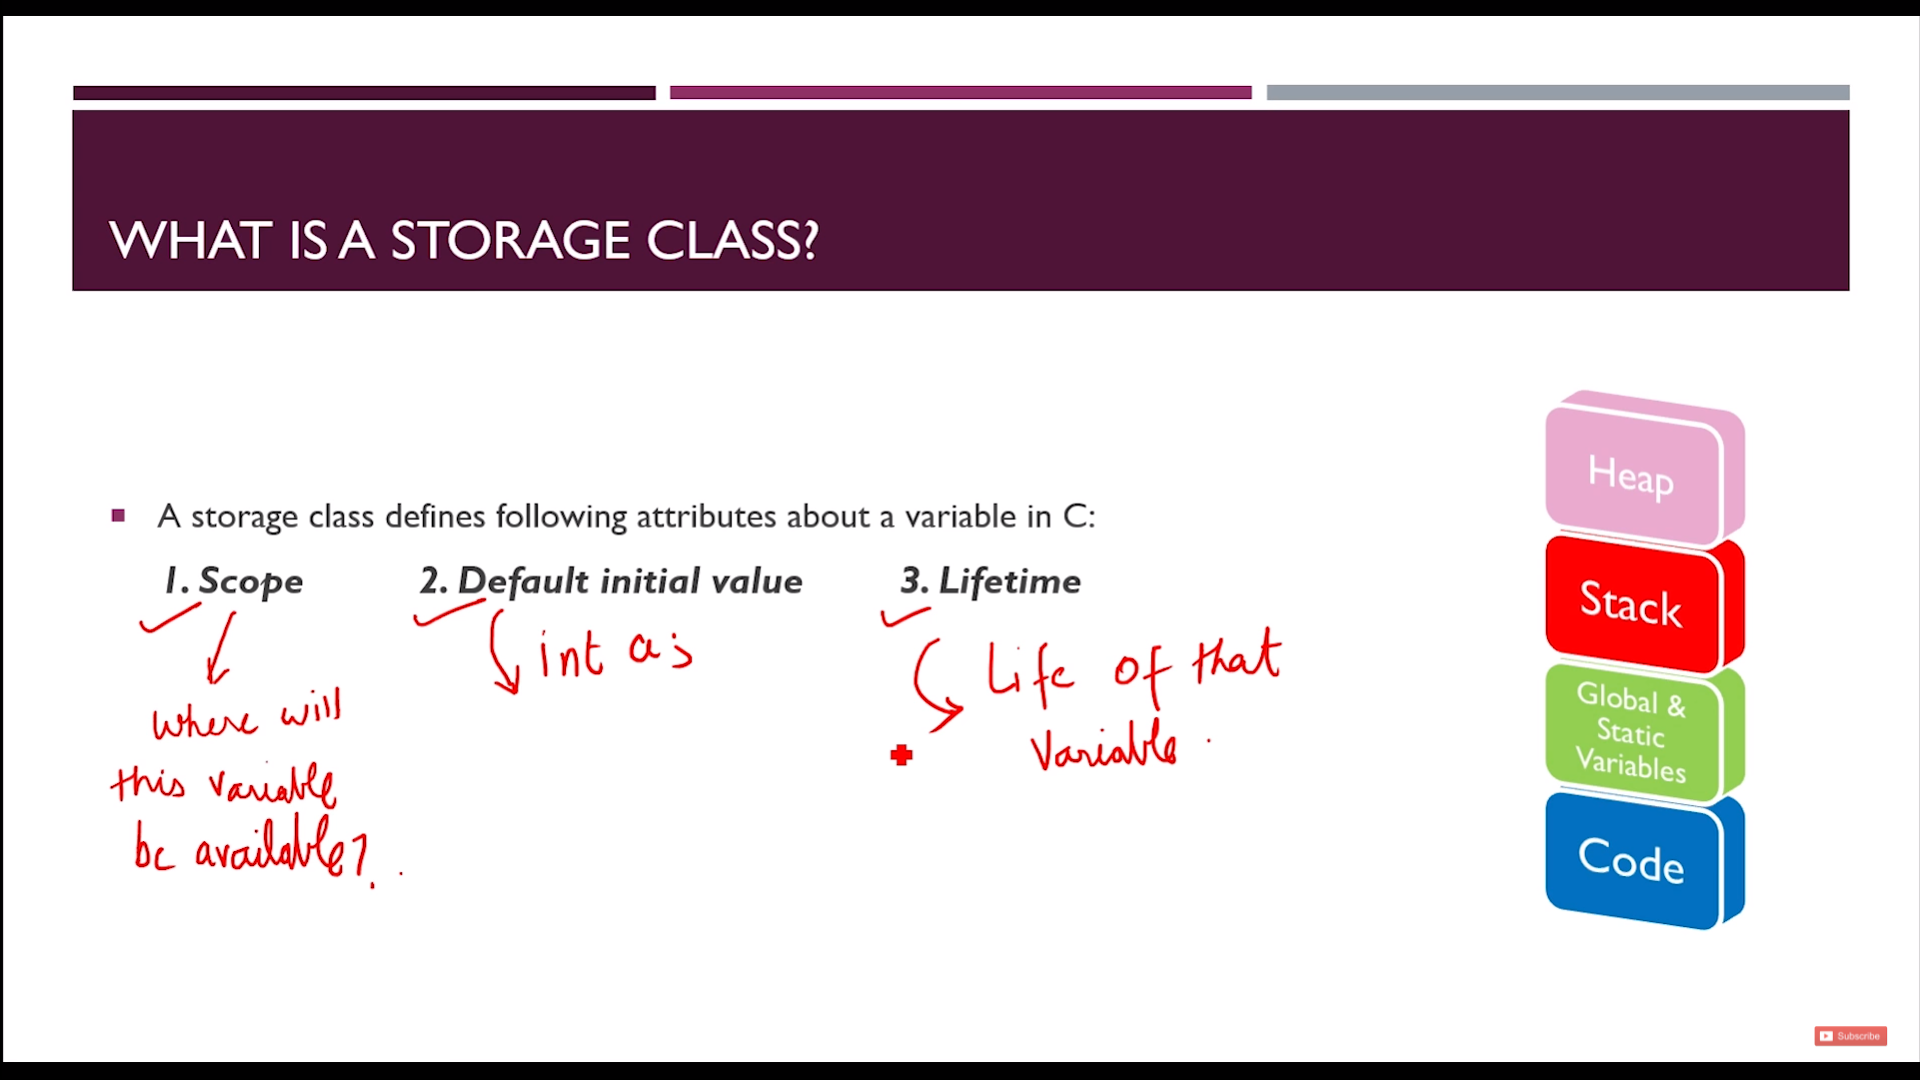 WHAT IS A STORAGE CLASS?
A storage class defines following attributes about a variable in C:
1. Scope 2. Default initial value 3. Lifetime
where will
this variable
be available?
int a;
Life of that
variable.
Heap
Stack
Global &
Static
Variables
Code
Subscribe